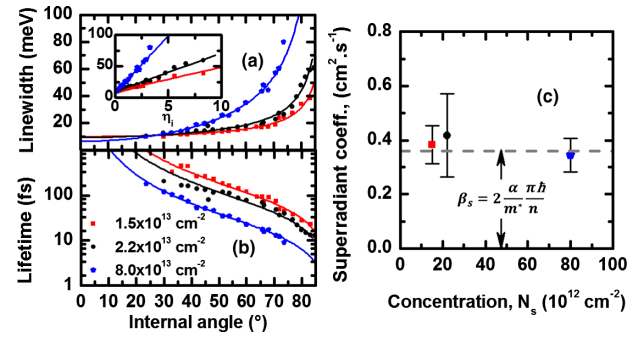 Linewidth (meV)
100
80
60
40
20
100
50
0
0
5
10
η_i
(a)
Lifetime (fs)
100
10
1
(b)
1.5x10^13 cm^-2
2.2x10^13 cm^-2
8.0x10^13 cm^-2
0 10 20 30 40 50 60 70 80
Internal angle (°)
Superradiant coeff., (cm^2.s^-1)
0.8
0.6
0.4
0.2
0.0
(c)
β_s = 2 α/m* πħ/n
0 20 40 60 80 100
Concentration, N_s (10^12 cm^-2)